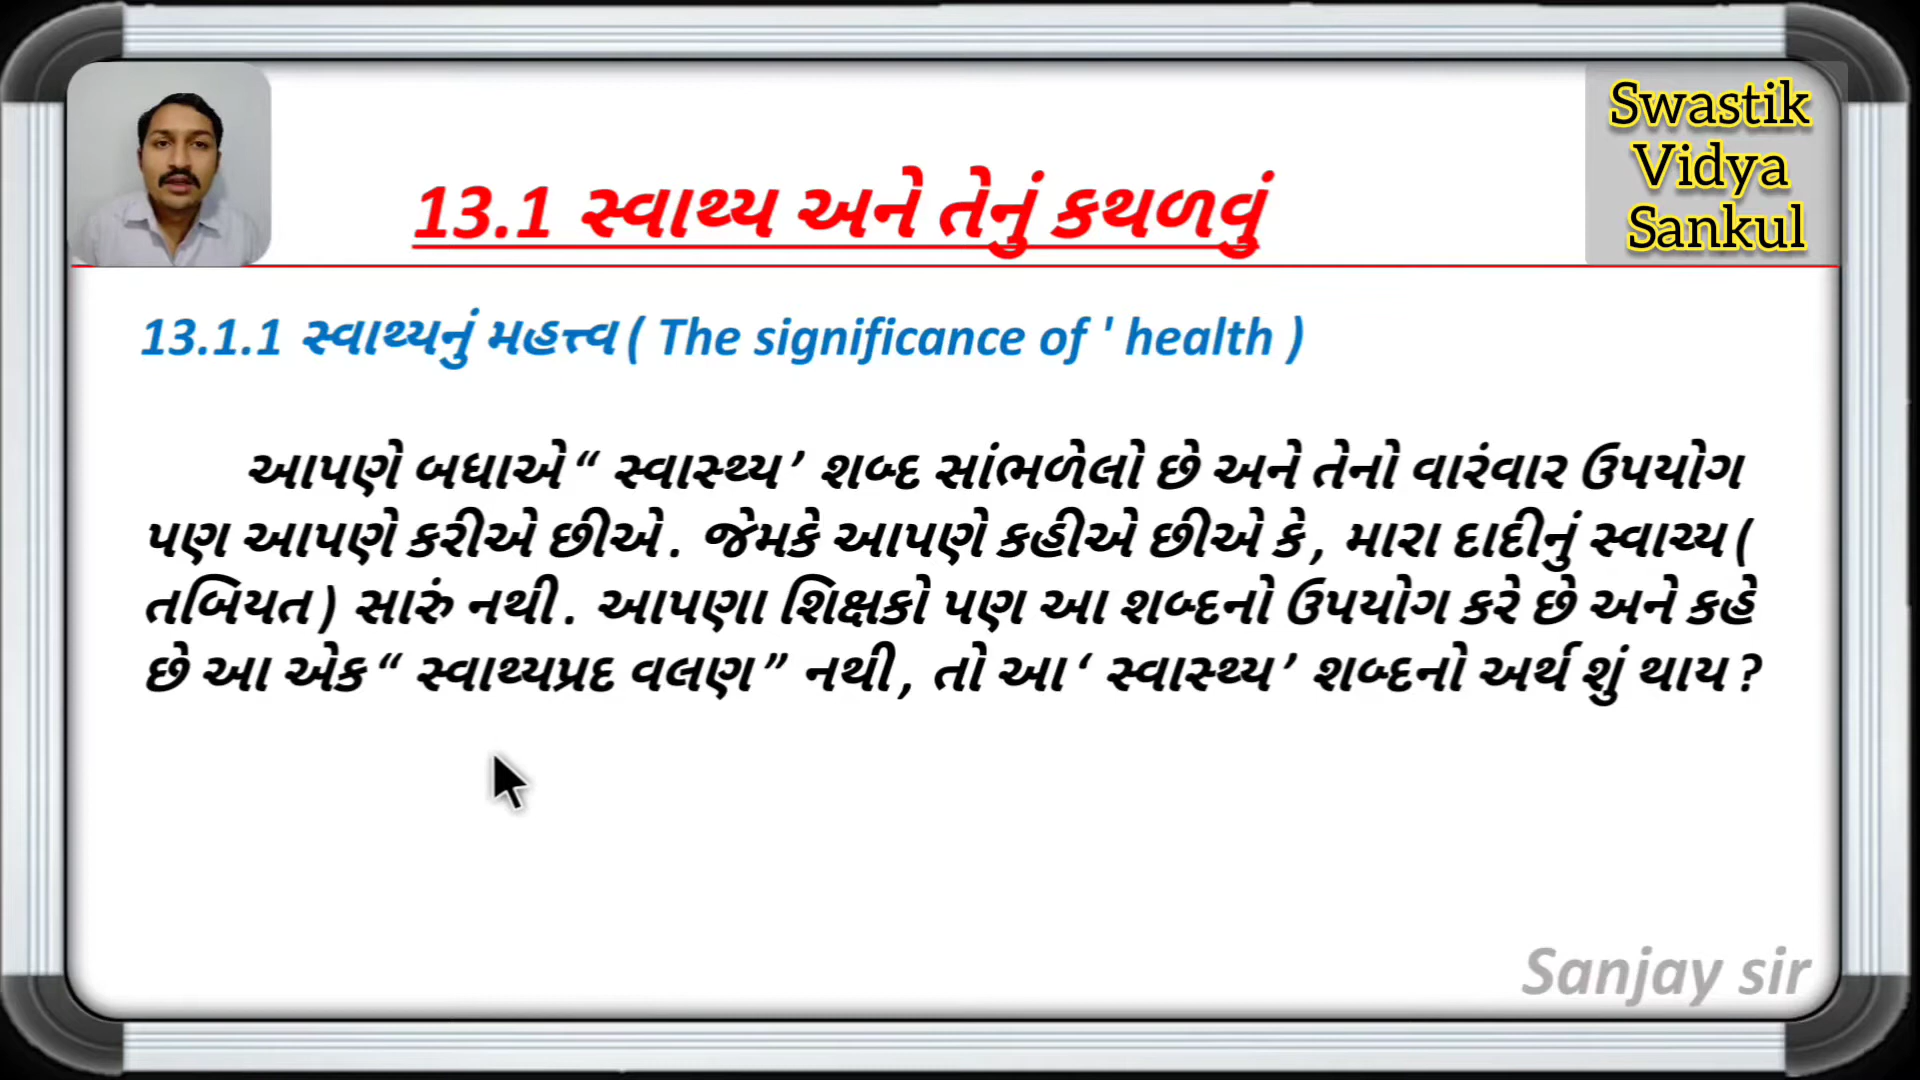 Swastik
Vidya
Sankul
13.1 સ્વાથ્ય અને તેનું કથળવું
13.1.1 સ્વાથ્યનું મહત્ત્વ ( The significance of ' health )
આપણે બધાએ “ સ્વાસ્થ્ય ’ શબ્દ સાંભળેલો છે અને તેનો વારંવાર ઉપયોગ
પણ આપણે કરીએ છીએ . જેમકે આપણે કહીએ છીએ કે , મારા દાદીનું સ્વાચ્ય (
તબિયત ) સારું નથી . આપણા શિક્ષકો પણ આ શબ્દનો ઉપયોગ કરે છે અને કહે
છે આ એક “ સ્વાથ્યપ્રદ વલણ ” નથી , તો આ ‘ સ્વાસ્થ્ય ’ શબ્દનો અર્થ શું થાય ?
Sanjay sir